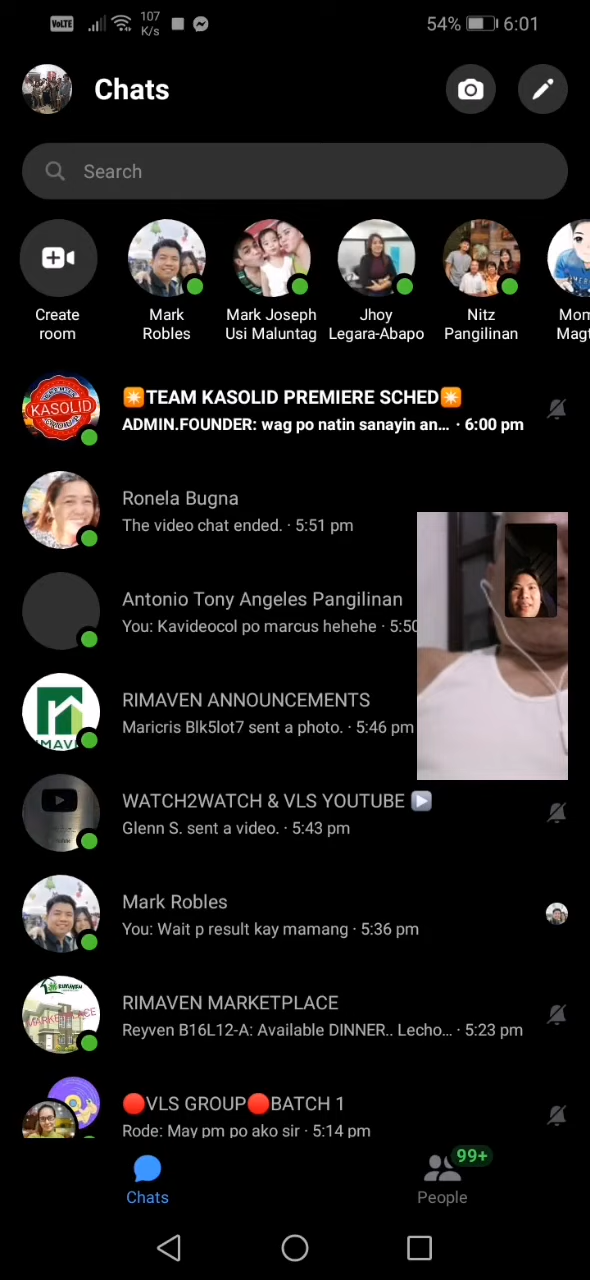 VoLTE 107 K/s 54% 6:01
Chats
Search
Create room
Mark Robles
Mark Joseph Usi Maluntag
Jhoy Legara-Abapo
Nitz Pangilinan
💥TEAM KASOLID PREMIERE SCHED💥
KASOLID
ADMIN.FOUNDER: wag po natin sanayin an... · 6:00 pm
Ronela Bugna
The video chat ended. · 5:51 pm
Antonio Tony Angeles Pangilinan
You: Kavideocol po marcus hehehe · 5:50
RIMAVEN ANNOUNCEMENTS
Maricris Blk5lot7 sent a photo. · 5:46 pm
WATCH2WATCH & VLS YOUTUBE ▶️
Glenn S. sent a video. · 5:43 pm
Mark Robles
You: Wait p result kay mamang · 5:36 pm
RIMAVEN MARKETPLACE
Reyven B16L12-A: Available DINNER.. Lecho... · 5:23 pm
🔴VLS GROUP🔴BATCH 1
Rode: May pm po ako sir · 5:14 pm
99+
Chats
People